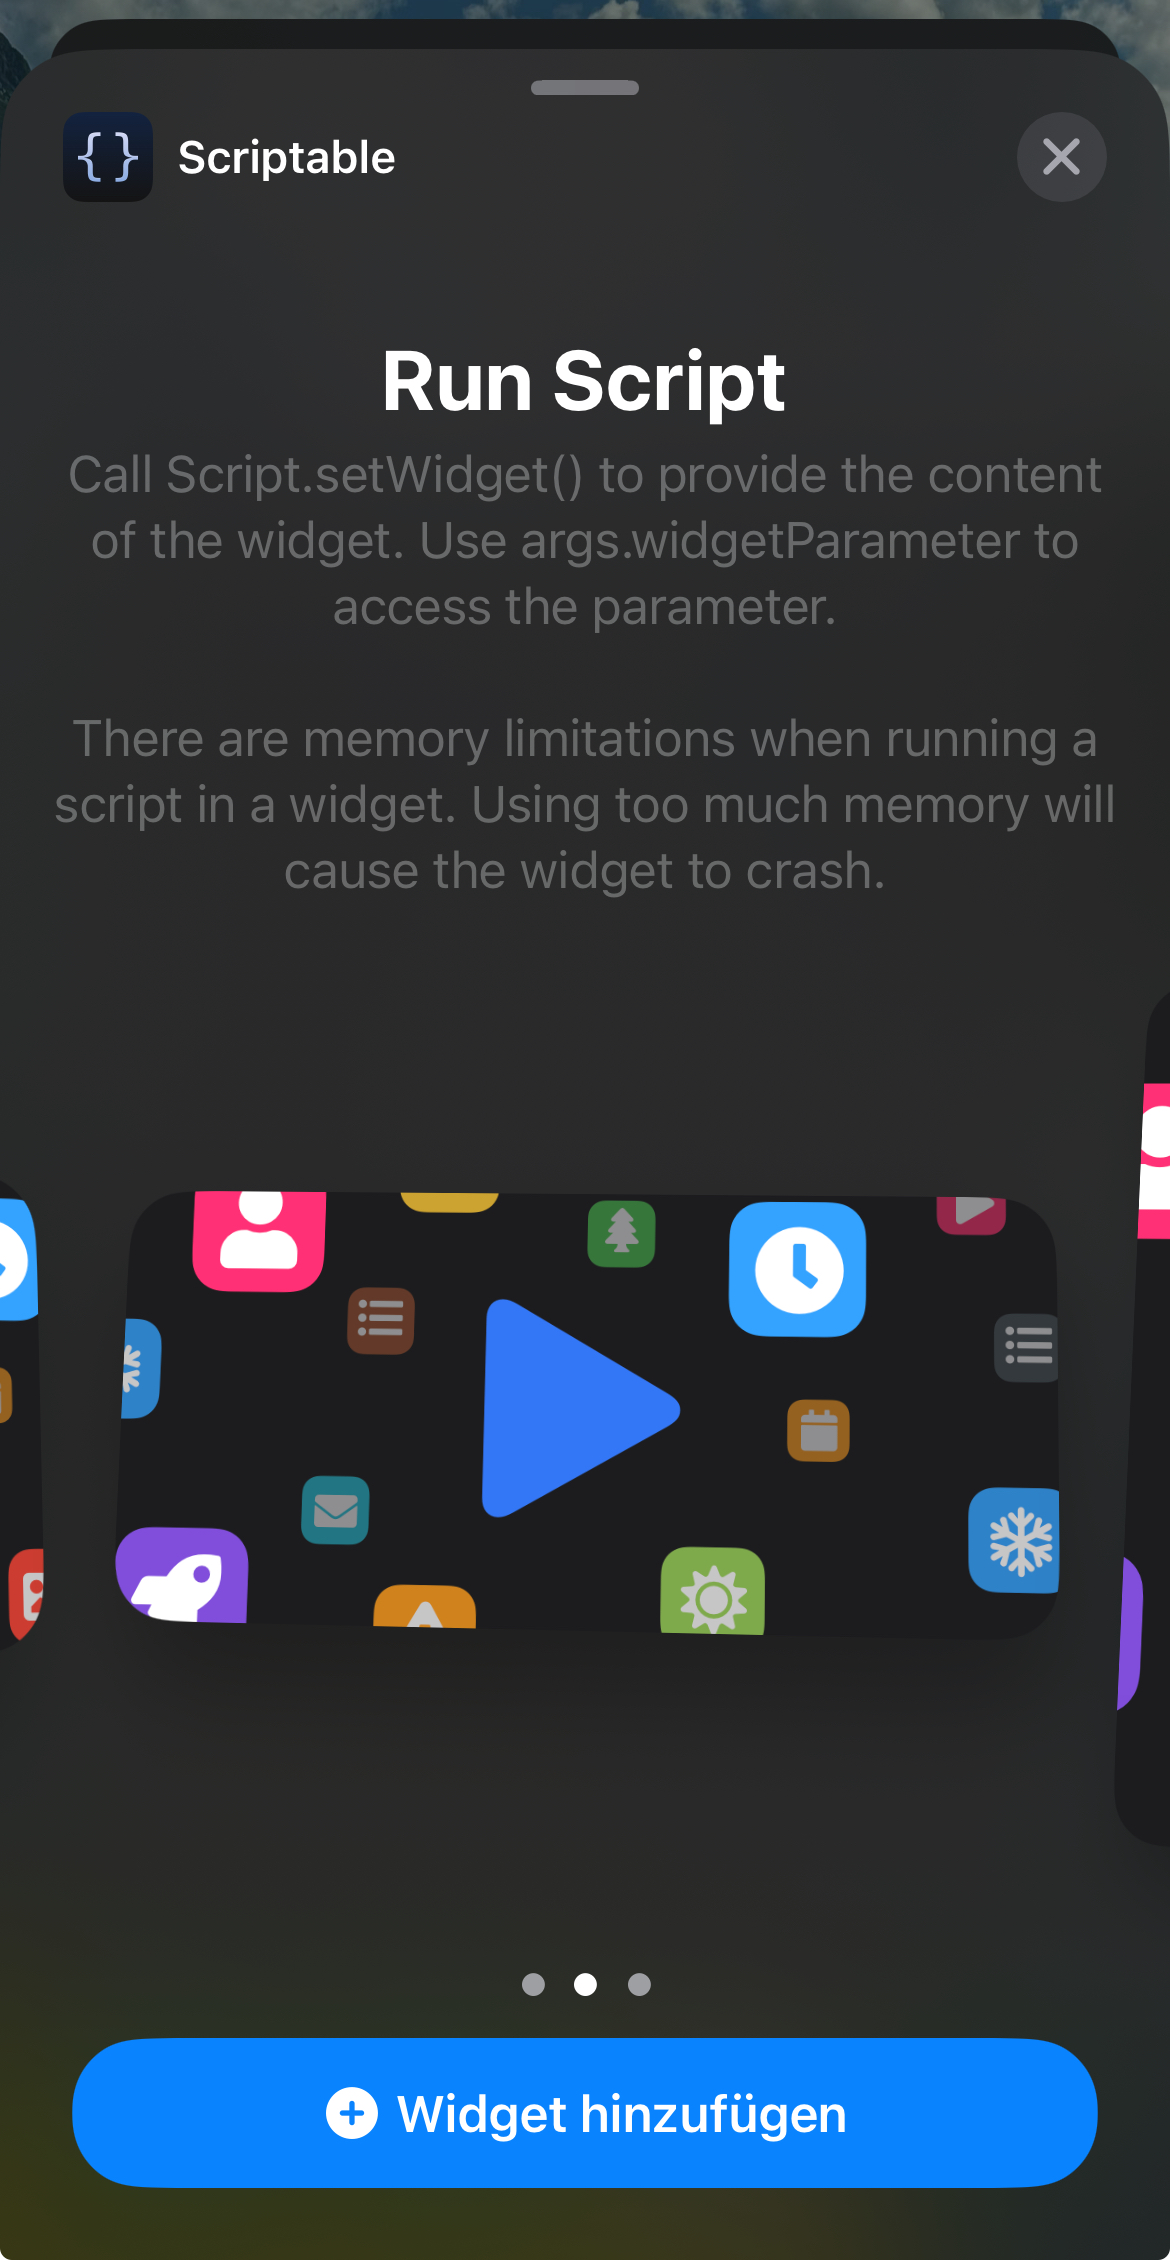 { } Scriptable
Run Script
Call Script.setWidget() to provide the content
of the widget. Use args.widgetParameter to
access the parameter.
There are memory limitations when running a
script in a widget. Using too much memory will
cause the widget to crash.
Widget hinzufügen